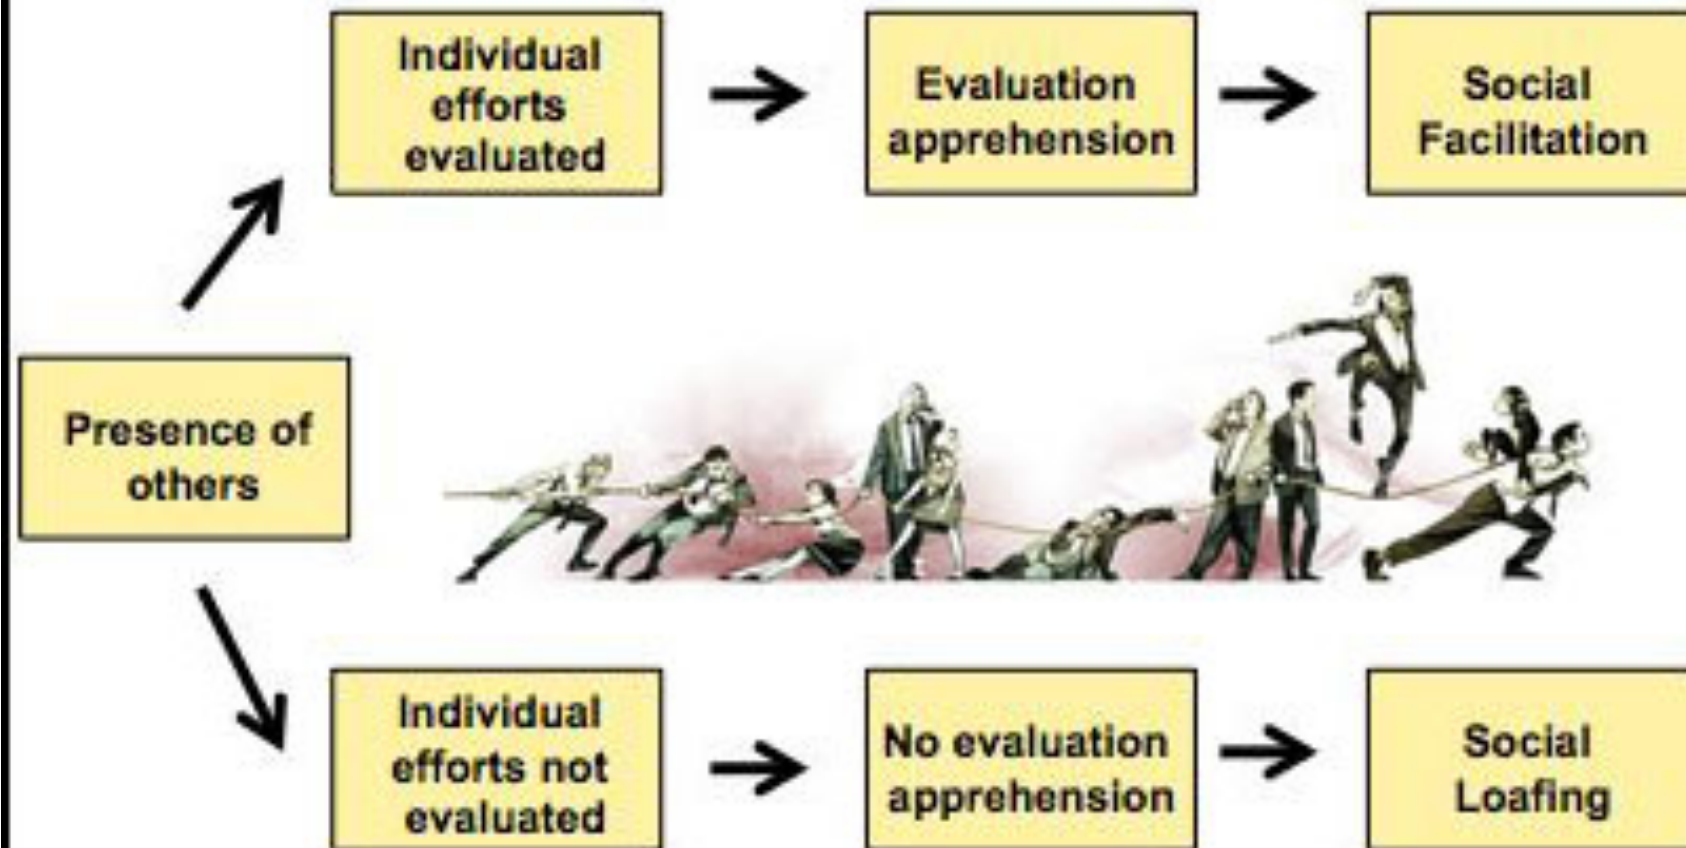 Individual
efforts
evaluated
Evaluation
apprehension
Social
Facilitation
Presence of
others
Individual
efforts not
evaluated
No evaluation
apprehension
Social
Loafing